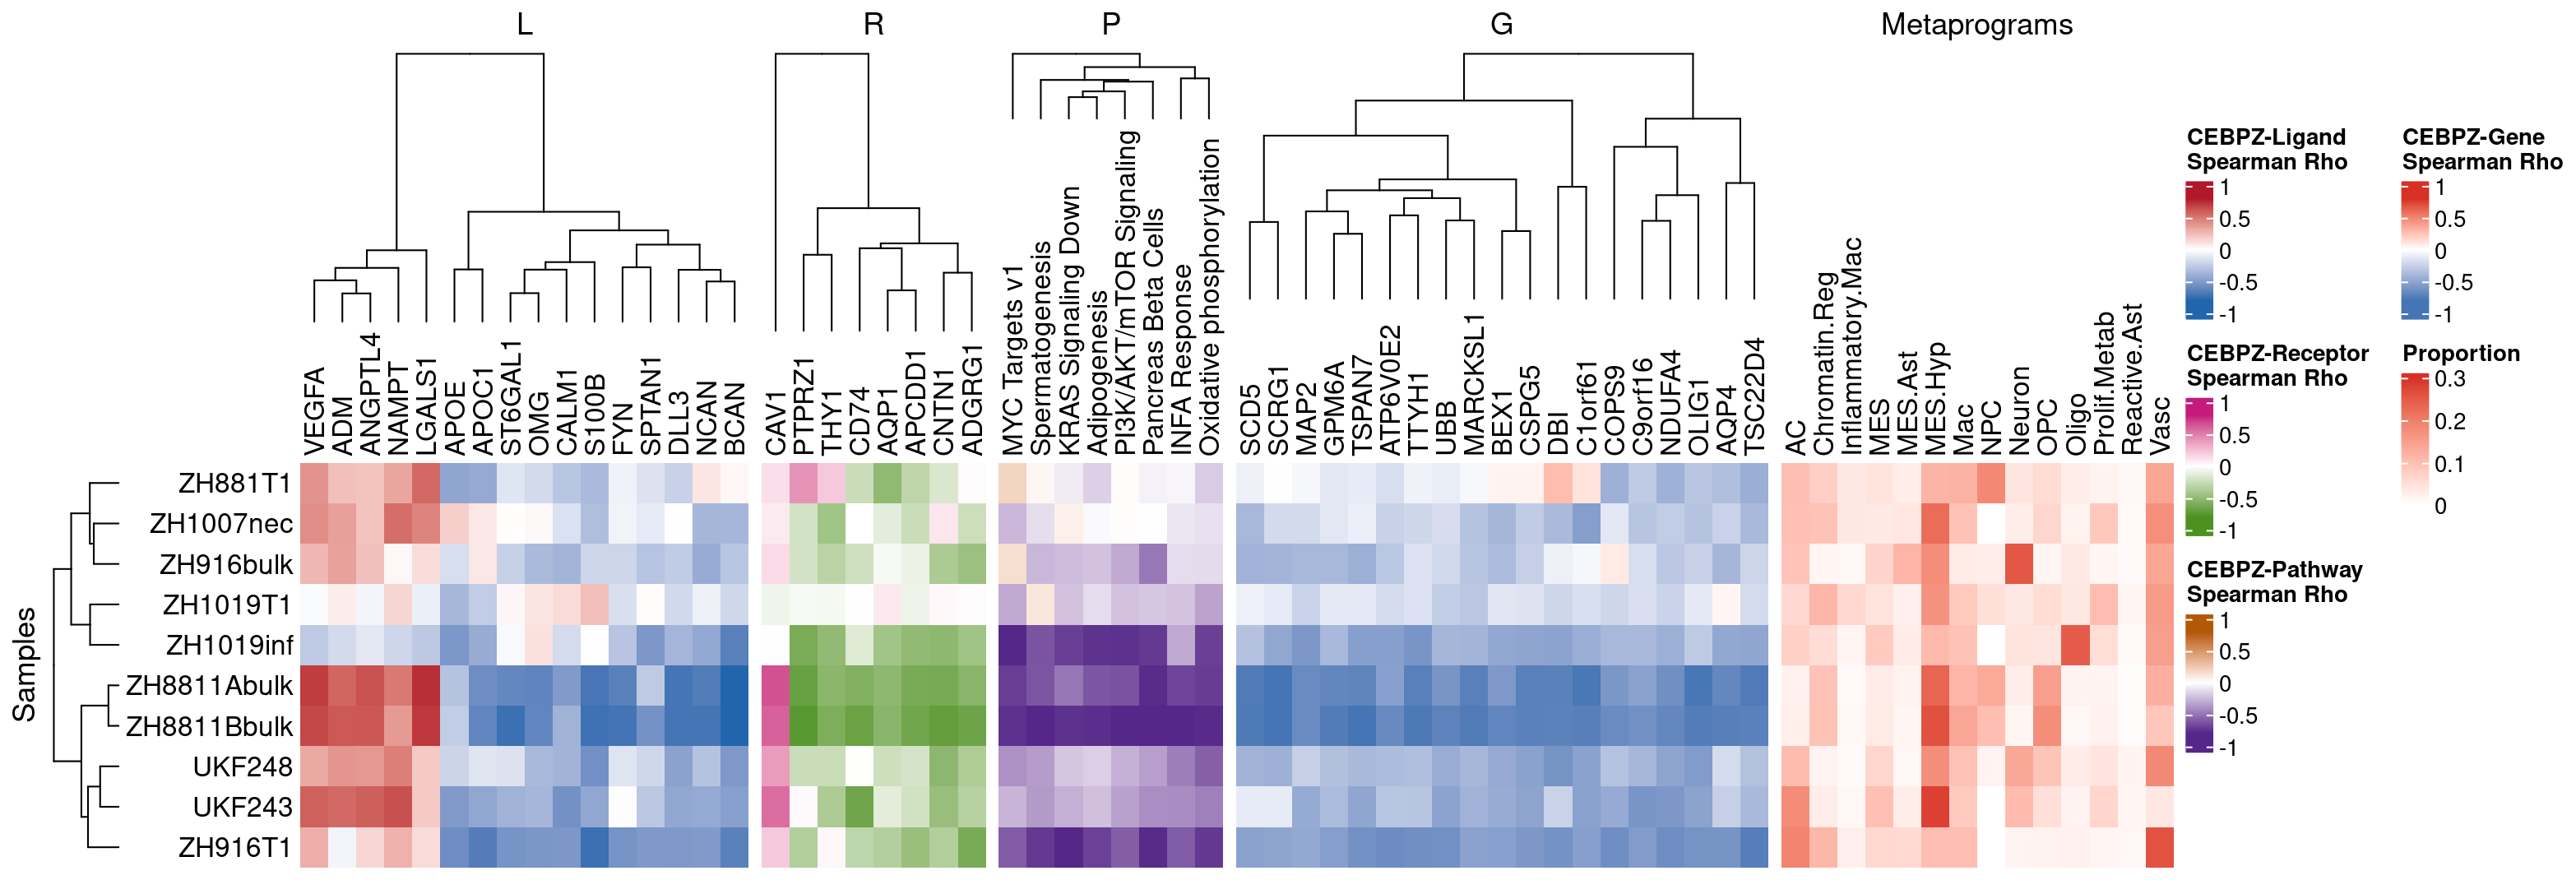 L
R
P
G
Metaprograms
VEGFA
ADM
ANGPTL4
NAMPT
LGALS1
APOE
APOC1
ST6GAL1
OMG
CALM1
S100B
FYN
SPTAN1
DLL3
NCAN
BCAN
CAV1
PTPRZ1
THY1
CD74
AQP1
APCDD1
CNTN1
ADGRG1
MYC Targets v1
Spermatogenesis
KRAS Signaling Down
Adipogenesis
PI3K/AKT/mTOR Signaling
Pancreas Beta Cells
INFA Response
Oxidative phosphorylation
SCD5
SCRG1
MAP2
GPM6A
TSPAN7
ATP6V0E2
TTYH1
UBB
MARCKSL1
BEX1
CSPG5
DBI
C1orf61
COPS9
C9orf16
NDUFA4
OLIG1
AQP4
TSC22D4
AC
Chromatin.Reg
Inflammatory.Mac
MES
MES.Ast
MES.Hyp
Mac
NPC
Neuron
OPC
Oligo
Prolif.Metab
Reactive.Ast
Vasc
Samples
ZH881T1
ZH1007nec
ZH916bulk
ZH1019T1
ZH1019inf
ZH8811Abulk
ZH8811Bbulk
UKF248
UKF243
ZH916T1
CEBPZ-Ligand
Spearman Rho
1
0.5
0
-0.5
-1
CEBPZ-Receptor
Spearman Rho
1
0.5
0
-0.5
-1
CEBPZ-Pathway
Spearman Rho
1
0.5
0
-0.5
-1
CEBPZ-Gene
Spearman Rho
1
0.5
0
-0.5
-1
Proportion
0.3
0.2
0.1
0